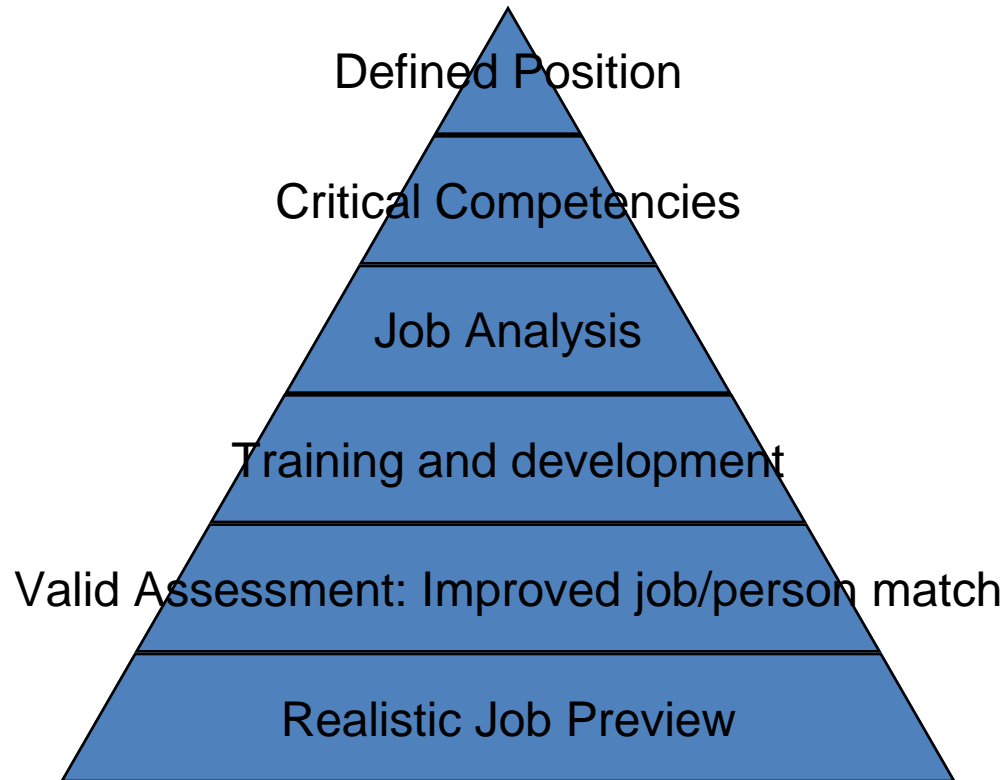 Defined Position
Critical Competencies
Job Analysis
Training and development
Valid Assessment: Improved job/person match
Realistic Job Preview